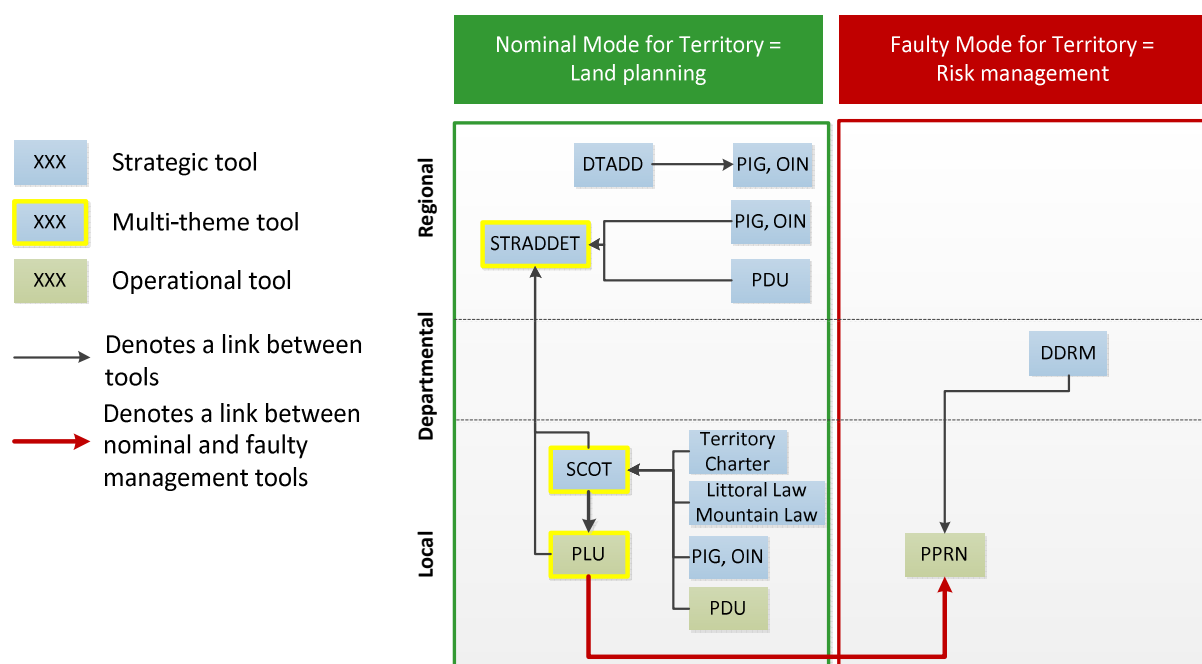 Nominal Mode for Territory =
Land planning
Faulty Mode for Territory =
Risk management
XXX
Strategic tool
XXX
Multi-theme tool
XXX
Operational tool
Denotes a link between
tools
Denotes a link between
nominal and faulty
management tools
Regional
DTADD
PIG, OIN
STRADDET
PIG, OIN
PDU
Departmental
DDRM
Local
SCOT
Territory
Charter
Littoral Law
Mountain Law
PLU
PIG, OIN
PDU
PPRN